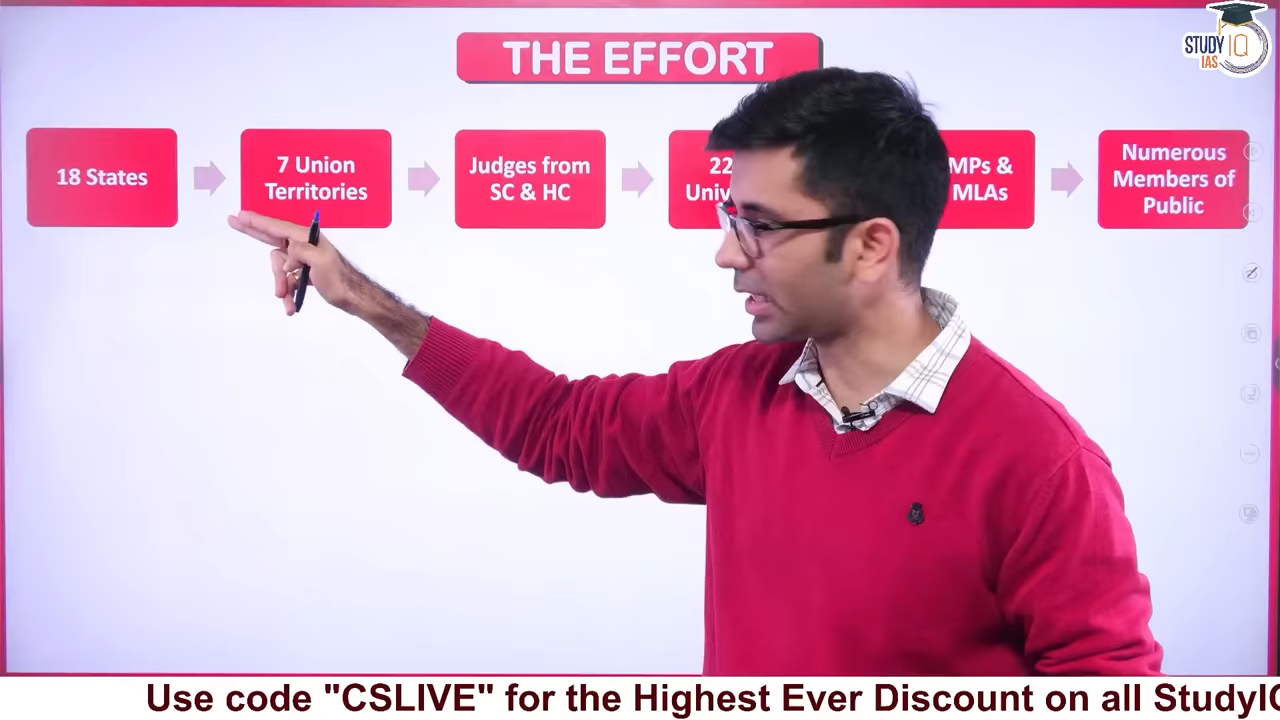 THE EFFORT
STUDY IQ
IAS
18 States
7 Union
Territories
Judges from
SC & HC
22
MPs &
MLAs
Numerous
Members of
Public
Use code "CSLIVE" for the Highest Ever Discount on all